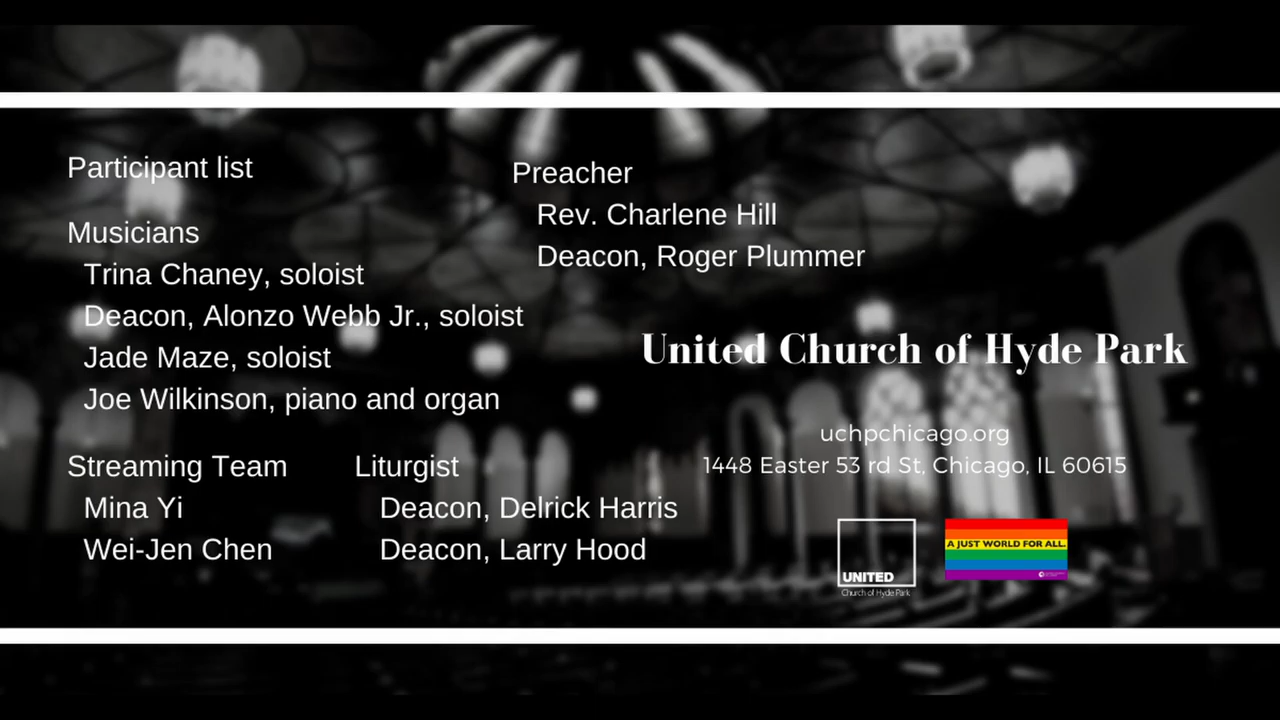 Participant list
Musicians
Trina Chaney, soloist
Deacon, Alonzo Webb Jr., soloist
Jade Maze, soloist
Joe Wilkinson, piano and organ
Streaming Team
Mina Yi
Wei-Jen Chen
Liturgist
Deacon, Delrick Harris
Deacon, Larry Hood
Preacher
Rev. Charlene Hill
Deacon, Roger Plummer
United Church of Hyde Park
uchpchicago.org
1448 Easter 53 rd St, Chicago, IL 60615
UNITED
Church of Hyde Park
A JUST WORLD FOR ALL.